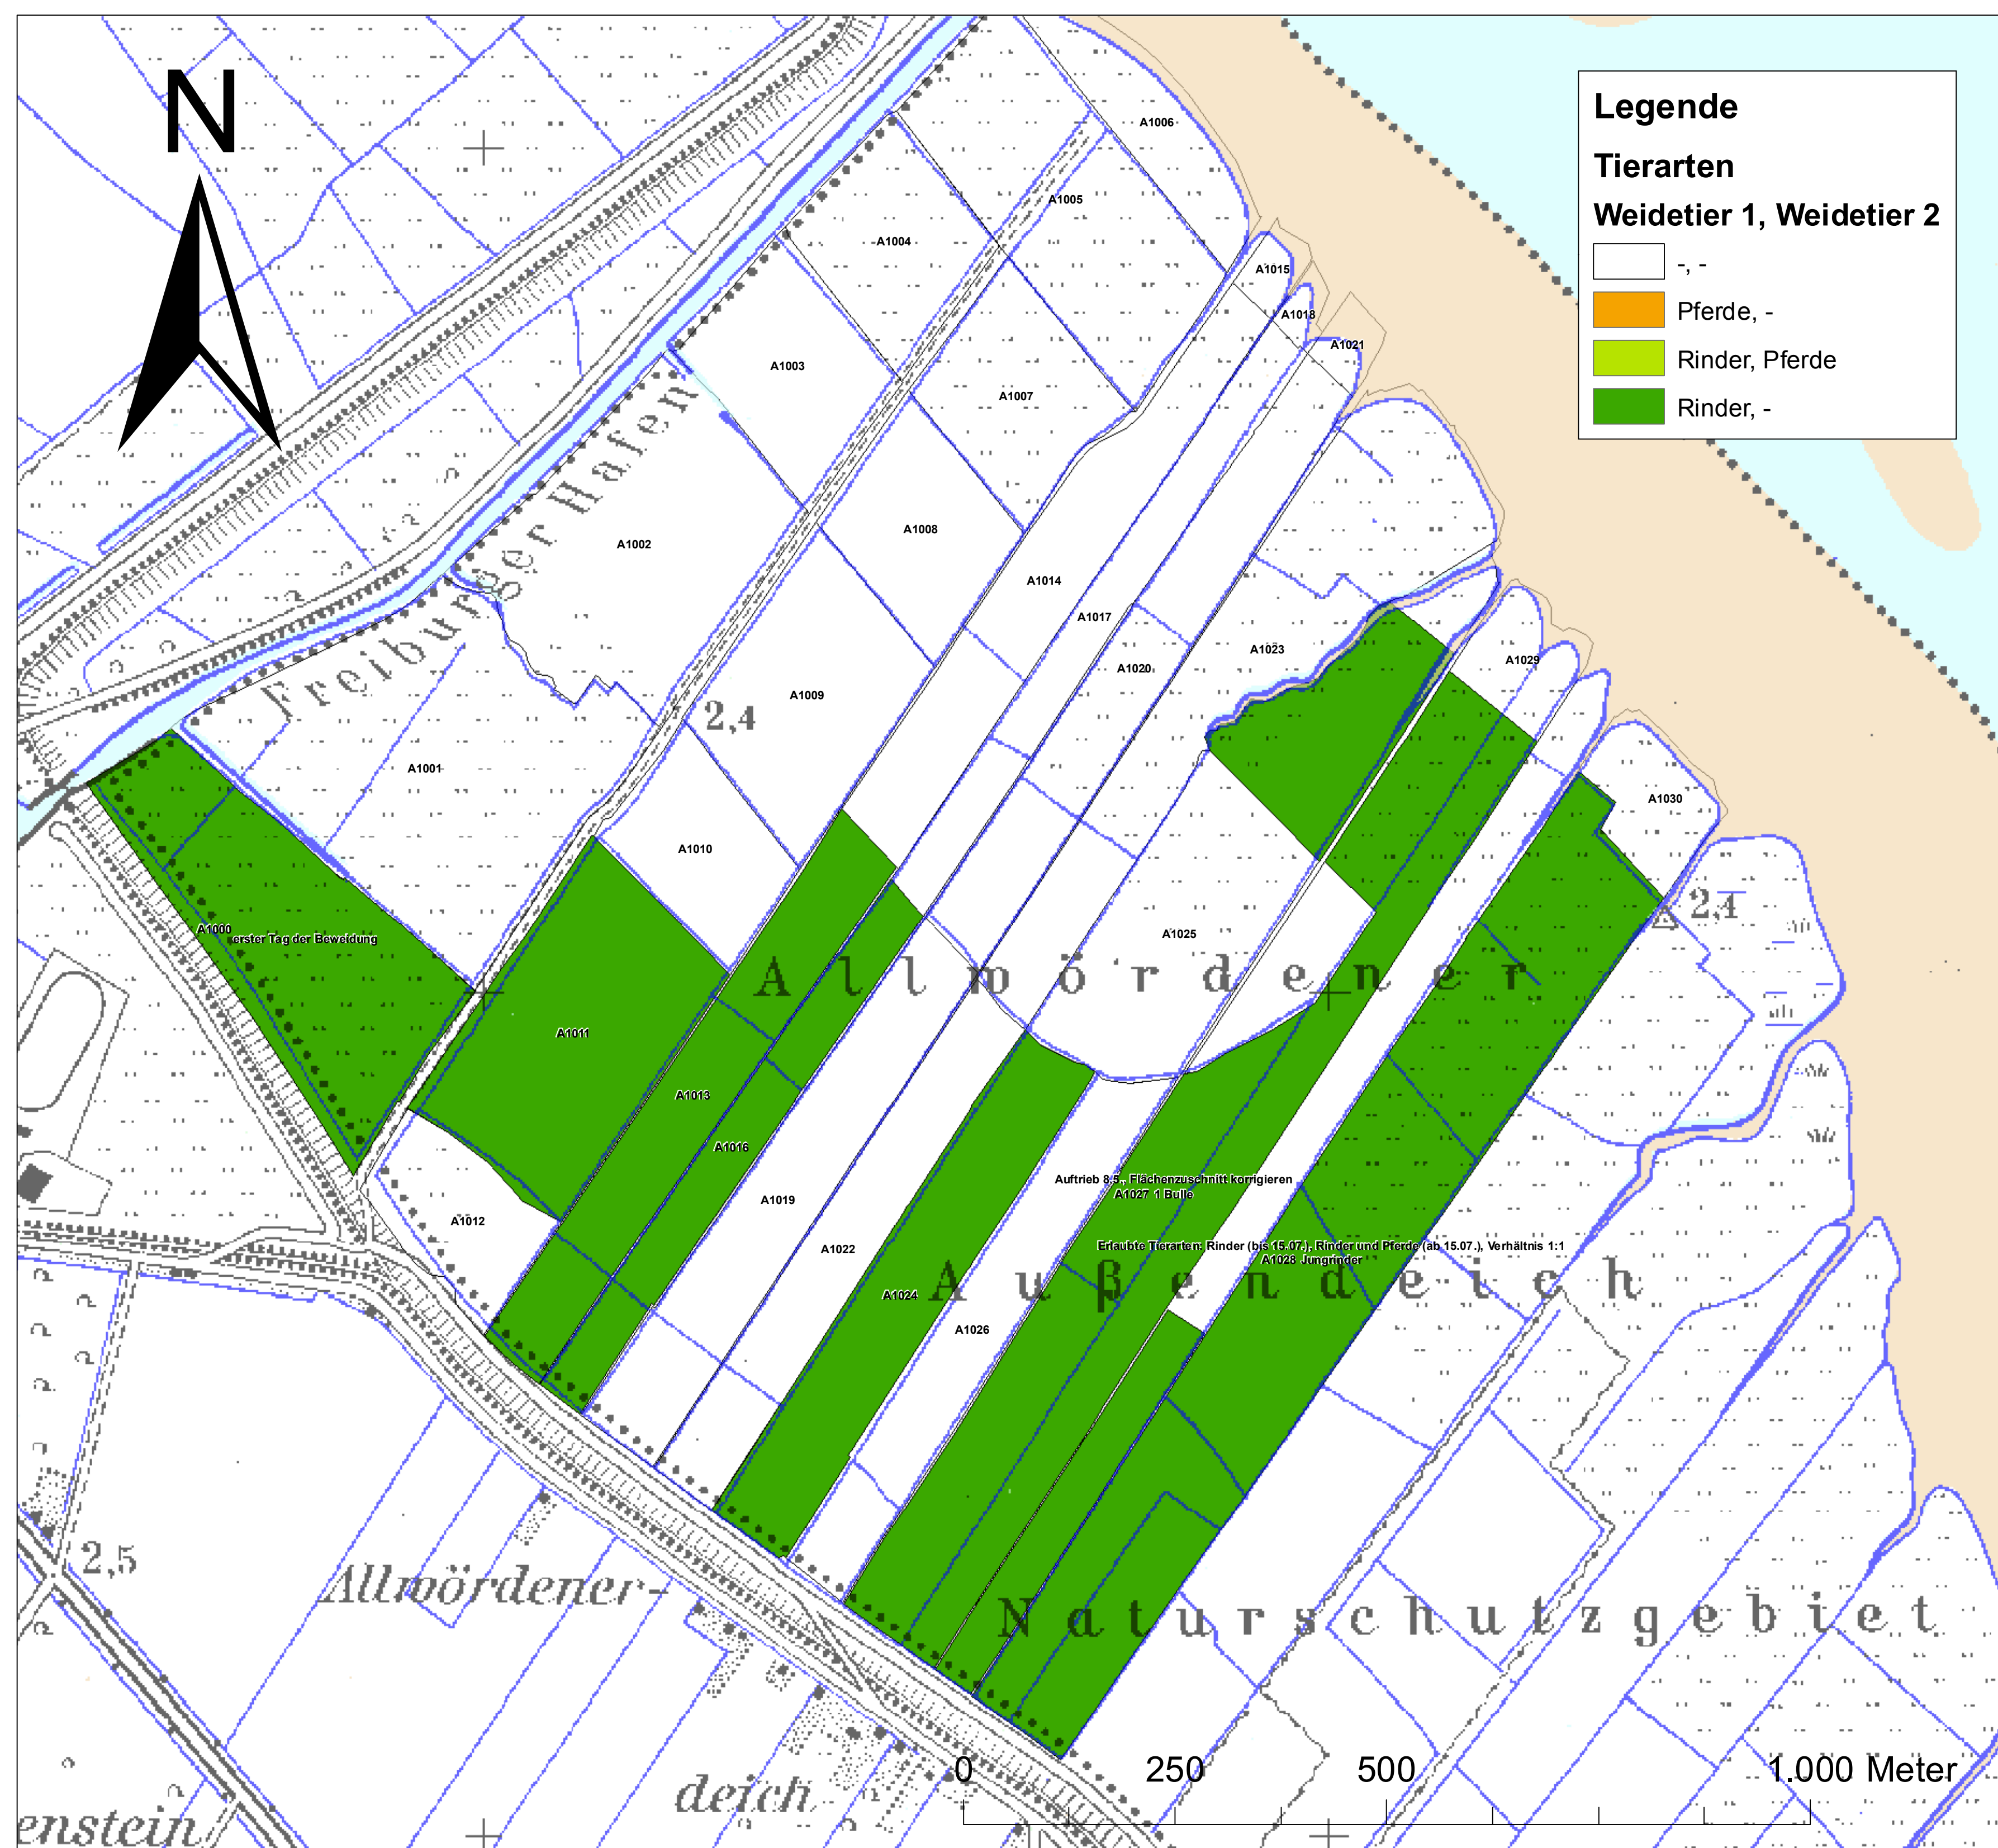 N
Legende
Tierarten
Weidetier 1, Weidetier 2
-, -
Pferde, -
Rinder, Pferde
Rinder, -
A1006
A1005
A1004
A1015
A1018
A1021
A1003
A1007
Freiburger Hafen
A1008
A1002
A1014
A1017
A1020
A1023
A1029
A1009
2,4
A1001
A1030
A1010
2,4
A1000
erster Tag der Beweidung
A1025
Allwördener
A1011
A1013
A1016
Auftrieb 8.5., Flächenzuschnitt korrigieren
A1027 1 Bulle
A1019
A1012
A1022
Erlaubte Tierarten: Rinder (bis 15.07.), Rinder und Pferde (ab 15.07.), Verhältnis 1:1
A1028 Jungrinder
Außendeich
A1024
A1026
2,5
Allwördener-
Naturschutzgebiet
deich
0 250 500 1.000 Meter
enstein